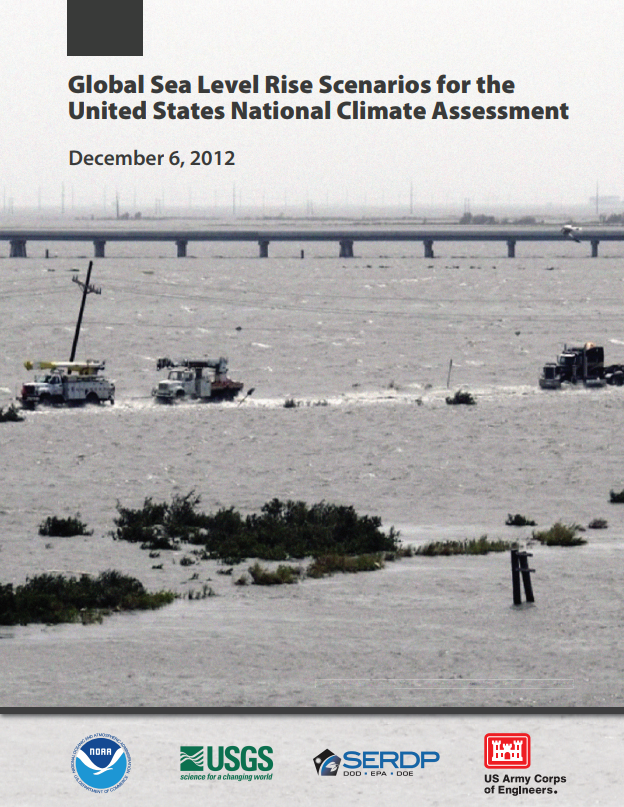 Global Sea Level Rise Scenarios for the
United States National Climate Assessment
December 6, 2012
NATIONAL OCEANIC AND ATMOSPHERIC ADMINISTRATION
NOAA
U.S. DEPARTMENT OF COMMERCE
USGS
science for a changing world
SERDP
DOD • EPA • DOE
US Army Corps
of Engineers.